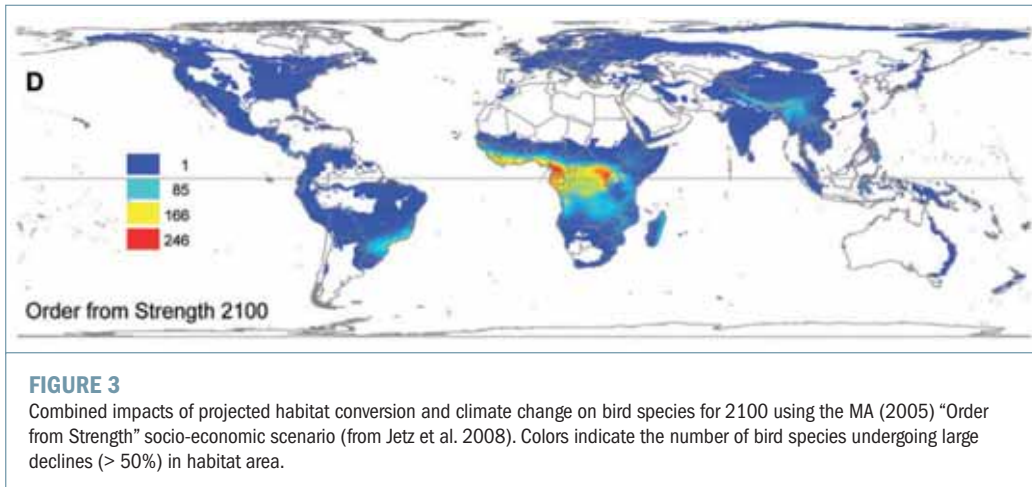 D
1
85
166
246
Order from Strength 2100
FIGURE 3
Combined impacts of projected habitat conversion and climate change on bird species for 2100 using the MA (2005) “Order
from Strength” socio-economic scenario (from Jetz et al. 2008). Colors indicate the number of bird species undergoing large
declines (> 50%) in habitat area.